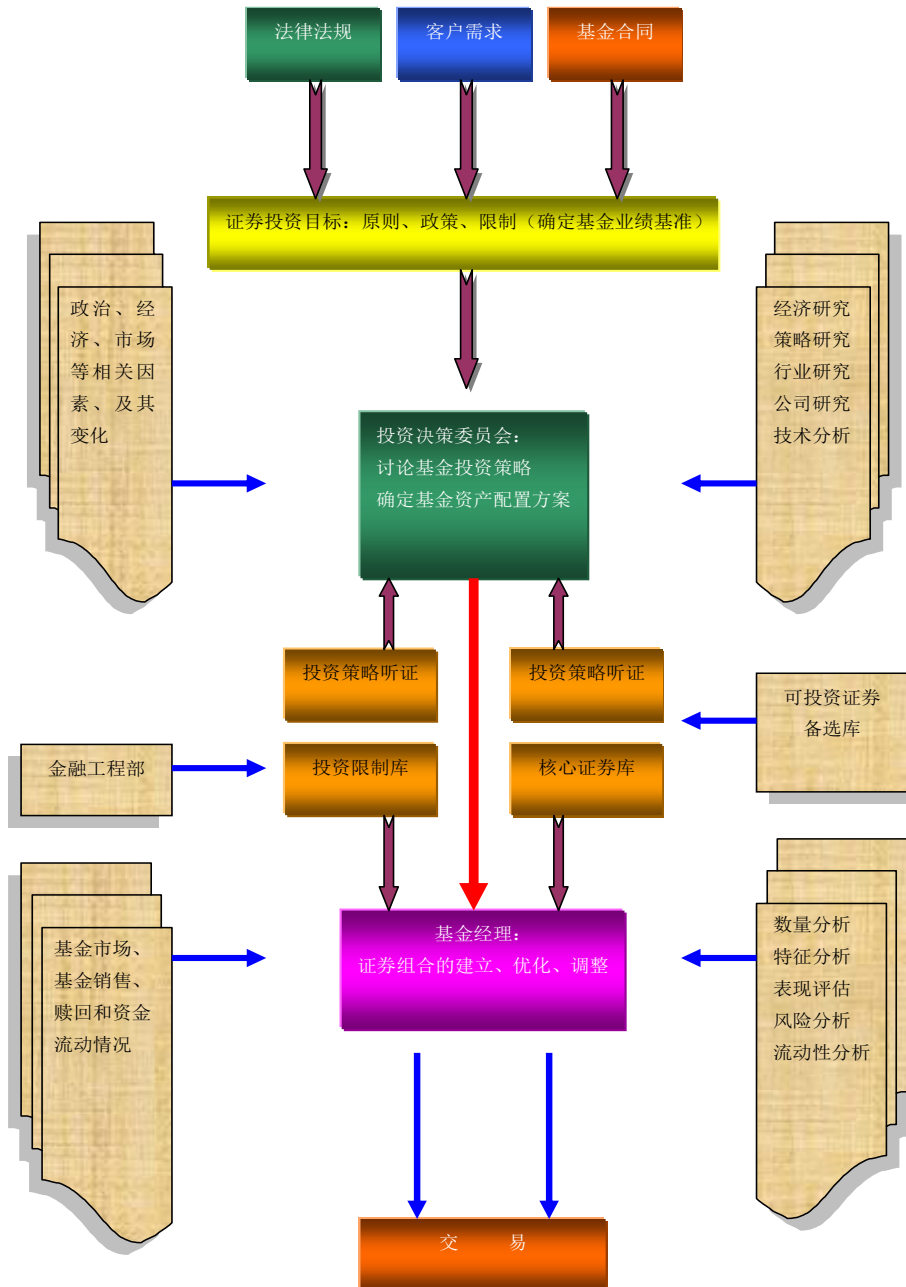 法律法规
客户需求
基金合同
证券投资目标：原则、政策、限制（确定基金业绩基准）
政治、经
济、市场
等相关因
素、及其
变化
经济研究
策略研究
行业研究
公司研究
技术分析
投资决策委员会：
讨论基金投资策略
确定基金资产配置方案
投资策略听证
投资策略听证
可投资证券
备选库
金融工程部
投资限制库
核心证券库
基金市场、
基金销售、
赎回和资金
流动情况
基金经理：
证券组合的建立、优化、调整
数量分析
特征分析
表现评估
风险分析
流动性分析
交 易